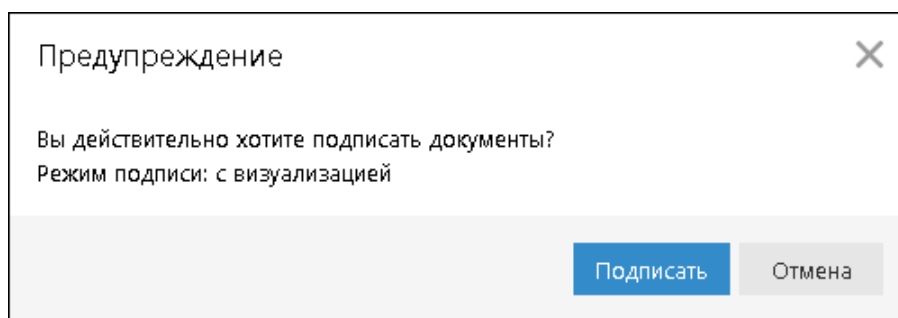 Предупреждение
Вы действительно хотите подписать документы?
Режим подписи: с визуализацией
Подписать Отмена